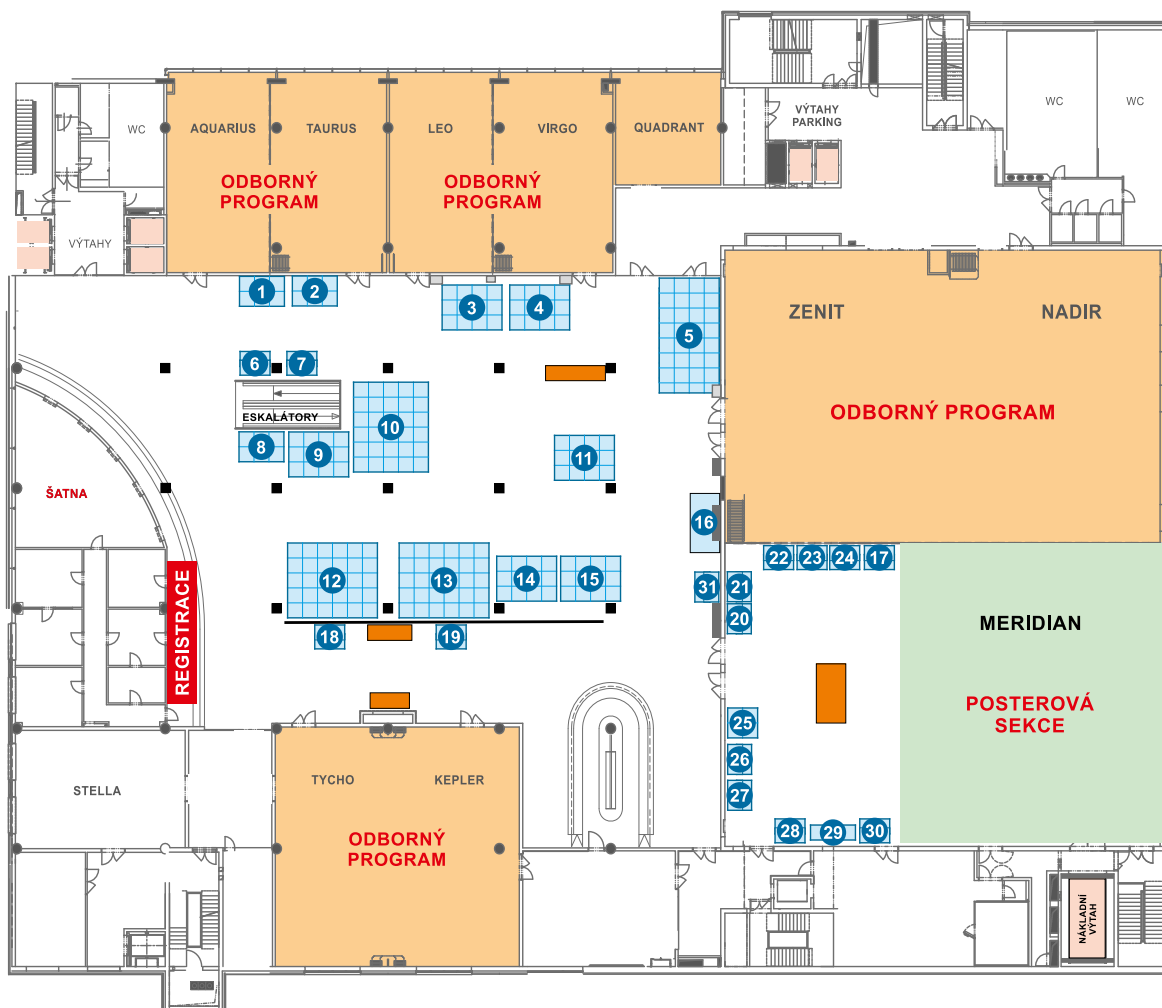 VÝTAHY
PARKING
WC
WC
WC
AQUARIUS
TAURUS
LEO
VIRGO
QUADRANT
ODBORNÝ
PROGRAM
ODBORNÝ
PROGRAM
VÝTAHY
1
2
3
4
5
ZENIT
NADIR
6
7
ESKALÁTORY
8
9
10
11
ODBORNÝ PROGRAM
ŠATNA
16
12
13
14
15
22
23
24
17
31
21
20
REGISTRACE
18
19
MERIDIAN
POSTEROVÁ
SEKCE
25
26
27
28
29
30
STELLA
TYCHO
KEPLER
ODBORNÝ
PROGRAM
NÁKLADNÍ
VÝTAH